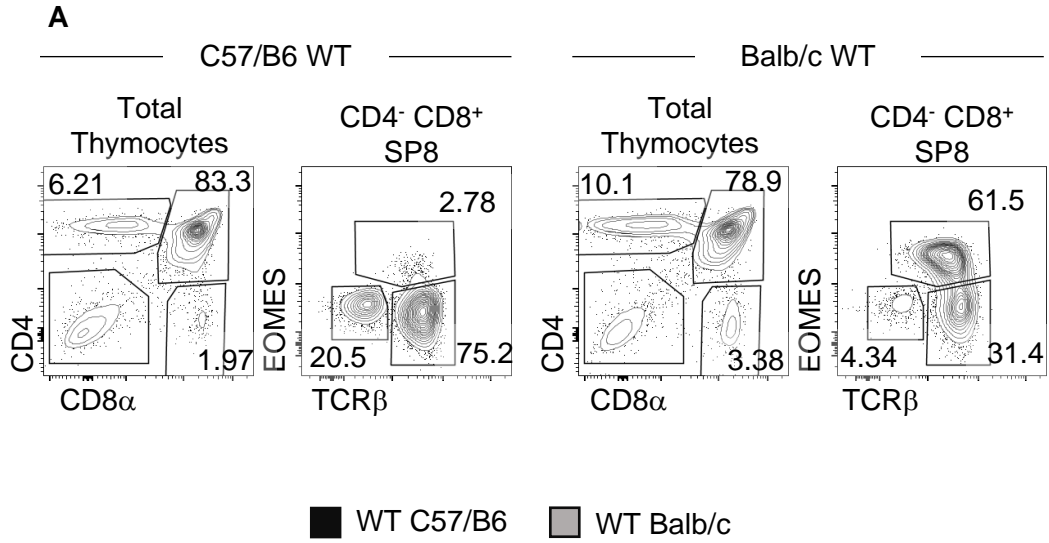 A
C57/B6 WT
Balb/c WT
Total
Thymocytes
CD4⁻ CD8⁺
SP8
Total
Thymocytes
CD4⁻ CD8⁺
SP8
6.21
83.3
2.78
10.1
78.9
61.5
CD4
EOMES
CD4
EOMES
1.97
20.5
75.2
3.38
4.34
31.4
CD8α
TCRβ
CD8α
TCRβ
WT C57/B6
WT Balb/c